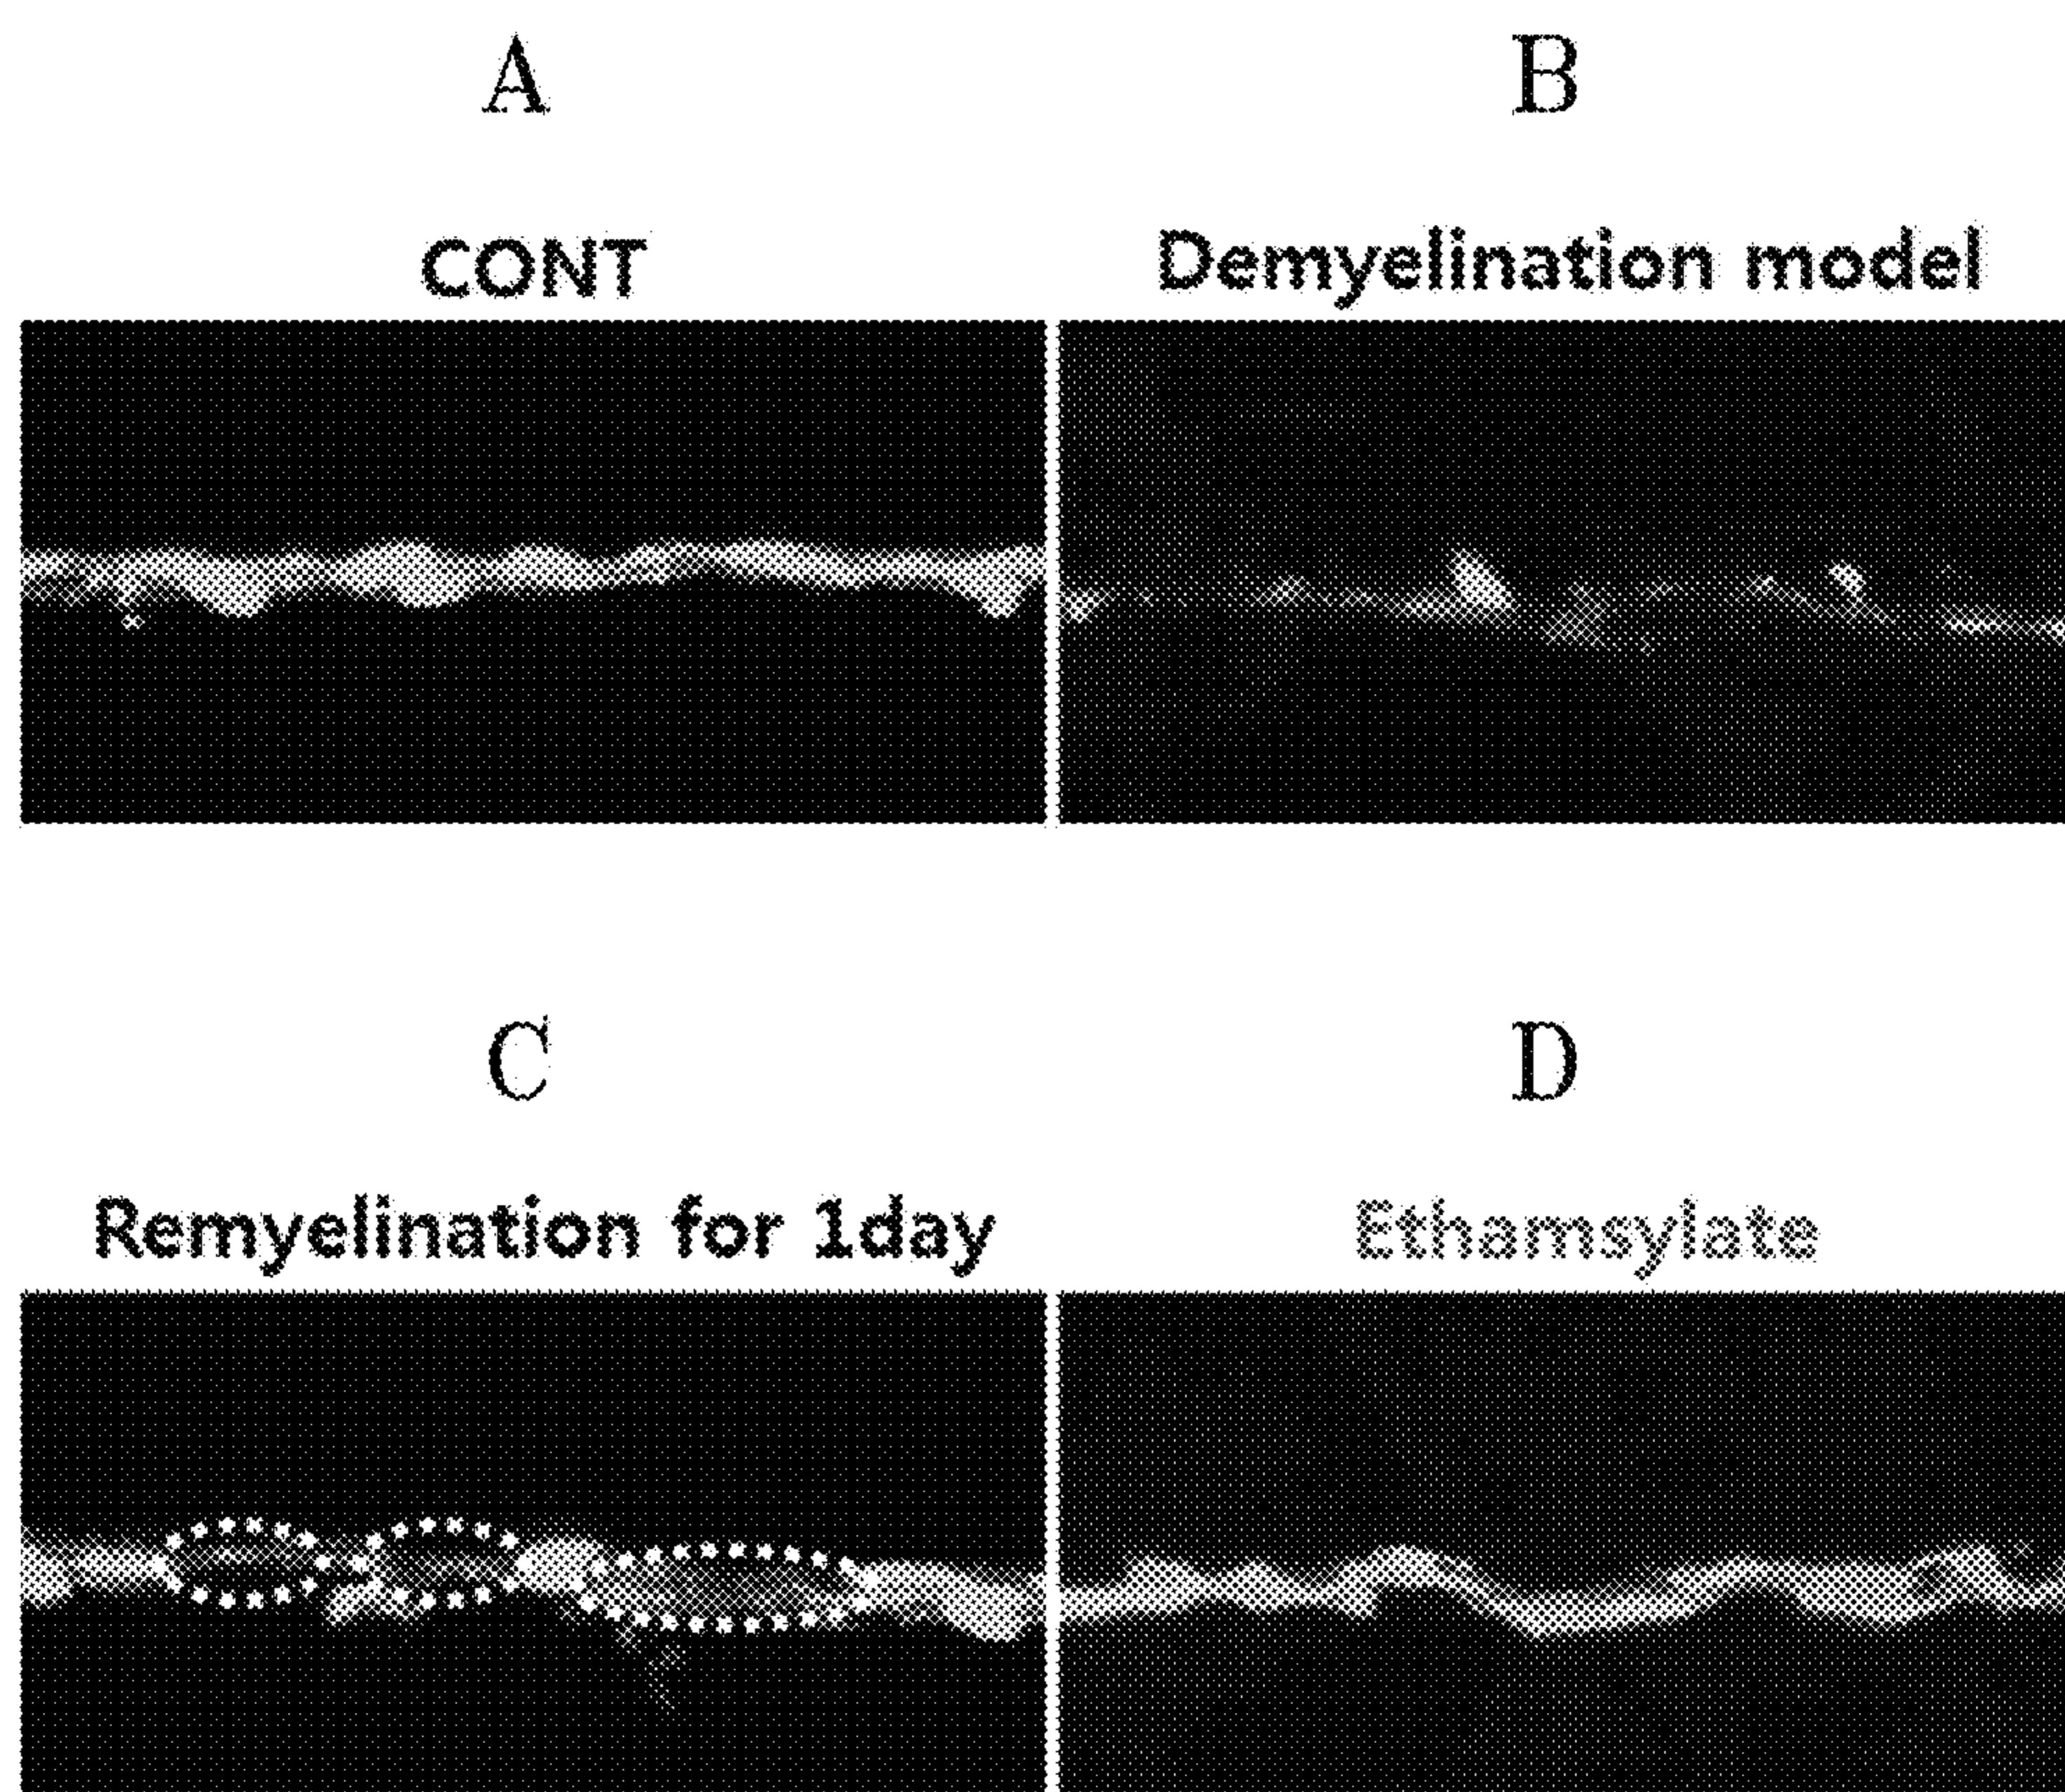 A
B
CONT
Demyelination model
C
D
Remyelination for 1day
Ethamsylate